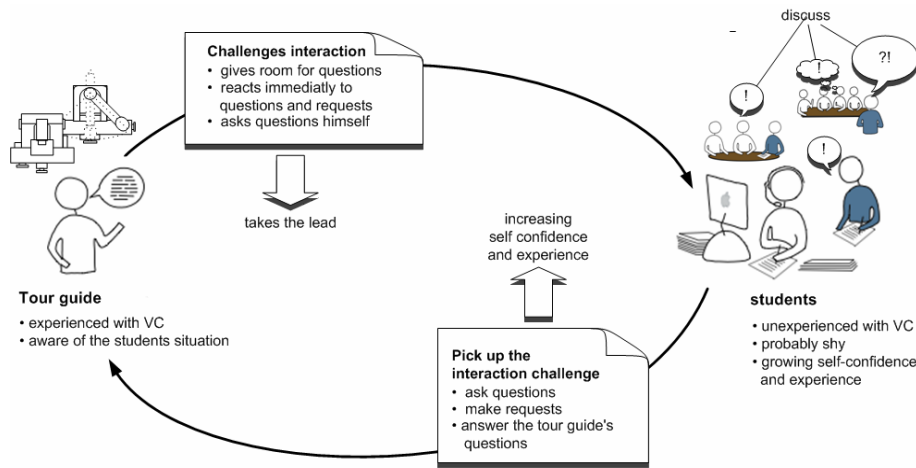 discuss
?!
!
!
!
Challenges interaction
• gives room for questions
• reacts immediatly to
questions and requests
• asks questions himself
takes the lead
increasing
self confidence
and experience
Tour guide
• experienced with VC
• aware of the students situation
students
• unexperienced with VC
• probably shy
• growing self-confidence
and experience
Pick up the
interaction challenge
• ask questions
• make requests
• answer the tour guide's
questions